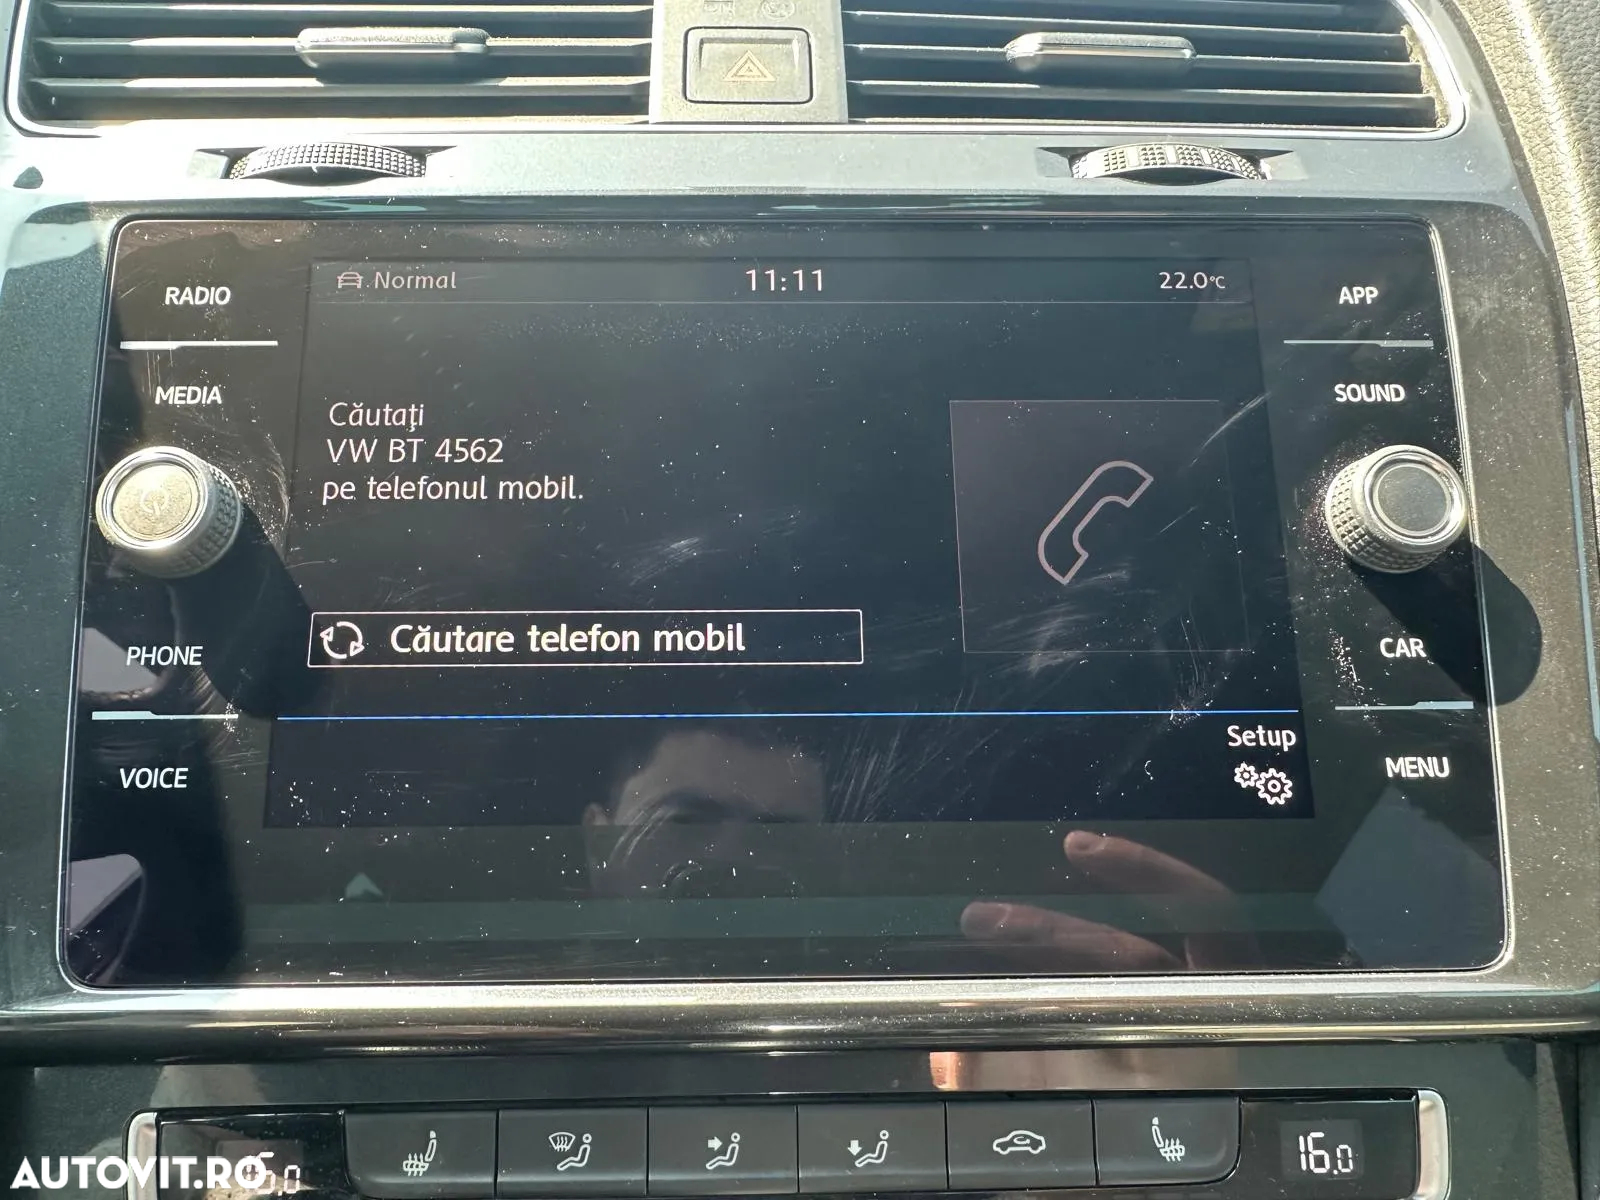 RADIO
Normal
11:11
22.0°C
APP
MEDIA
SOUND
Căutaţi
VW BT 4562
pe telefonul mobil.
Căutare telefon mobil
PHONE
CAR
VOICE
Setup
MENU
16.0
AUTOVIT.RO